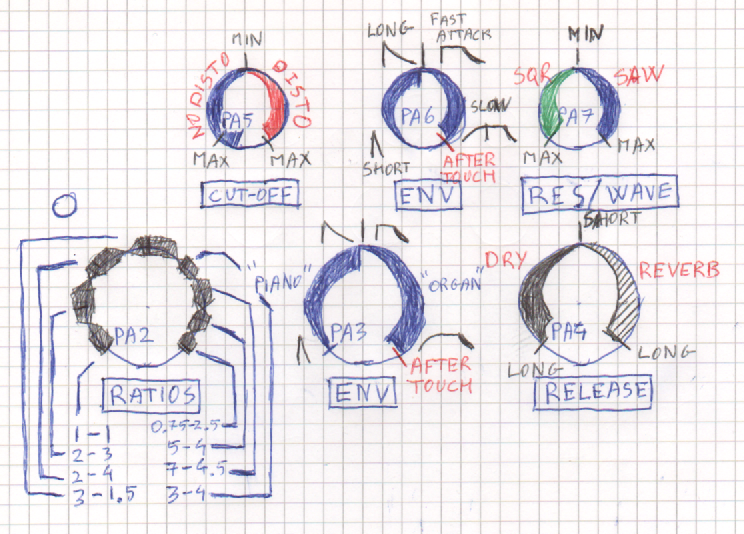 MIN
NO DISTO
DISTO
PA5
MAX
MAX
CUT-OFF
LONG
FAST
ATTACK
PA6
SLOW
SHORT
AFTER
TOUCH
ENV
MIN
SQR
SAW
PA7
MAX
MAX
RES/WAVE
PA2
RATIOS
1-1
2-3
2-4
3-1.5
0.75-2.5
5-4
7-4.5
3-4
"PIANO"
"ORGAN"
PA3
AFTER
TOUCH
ENV
SHORT
DRY
REVERB
PA4
LONG
LONG
RELEASE